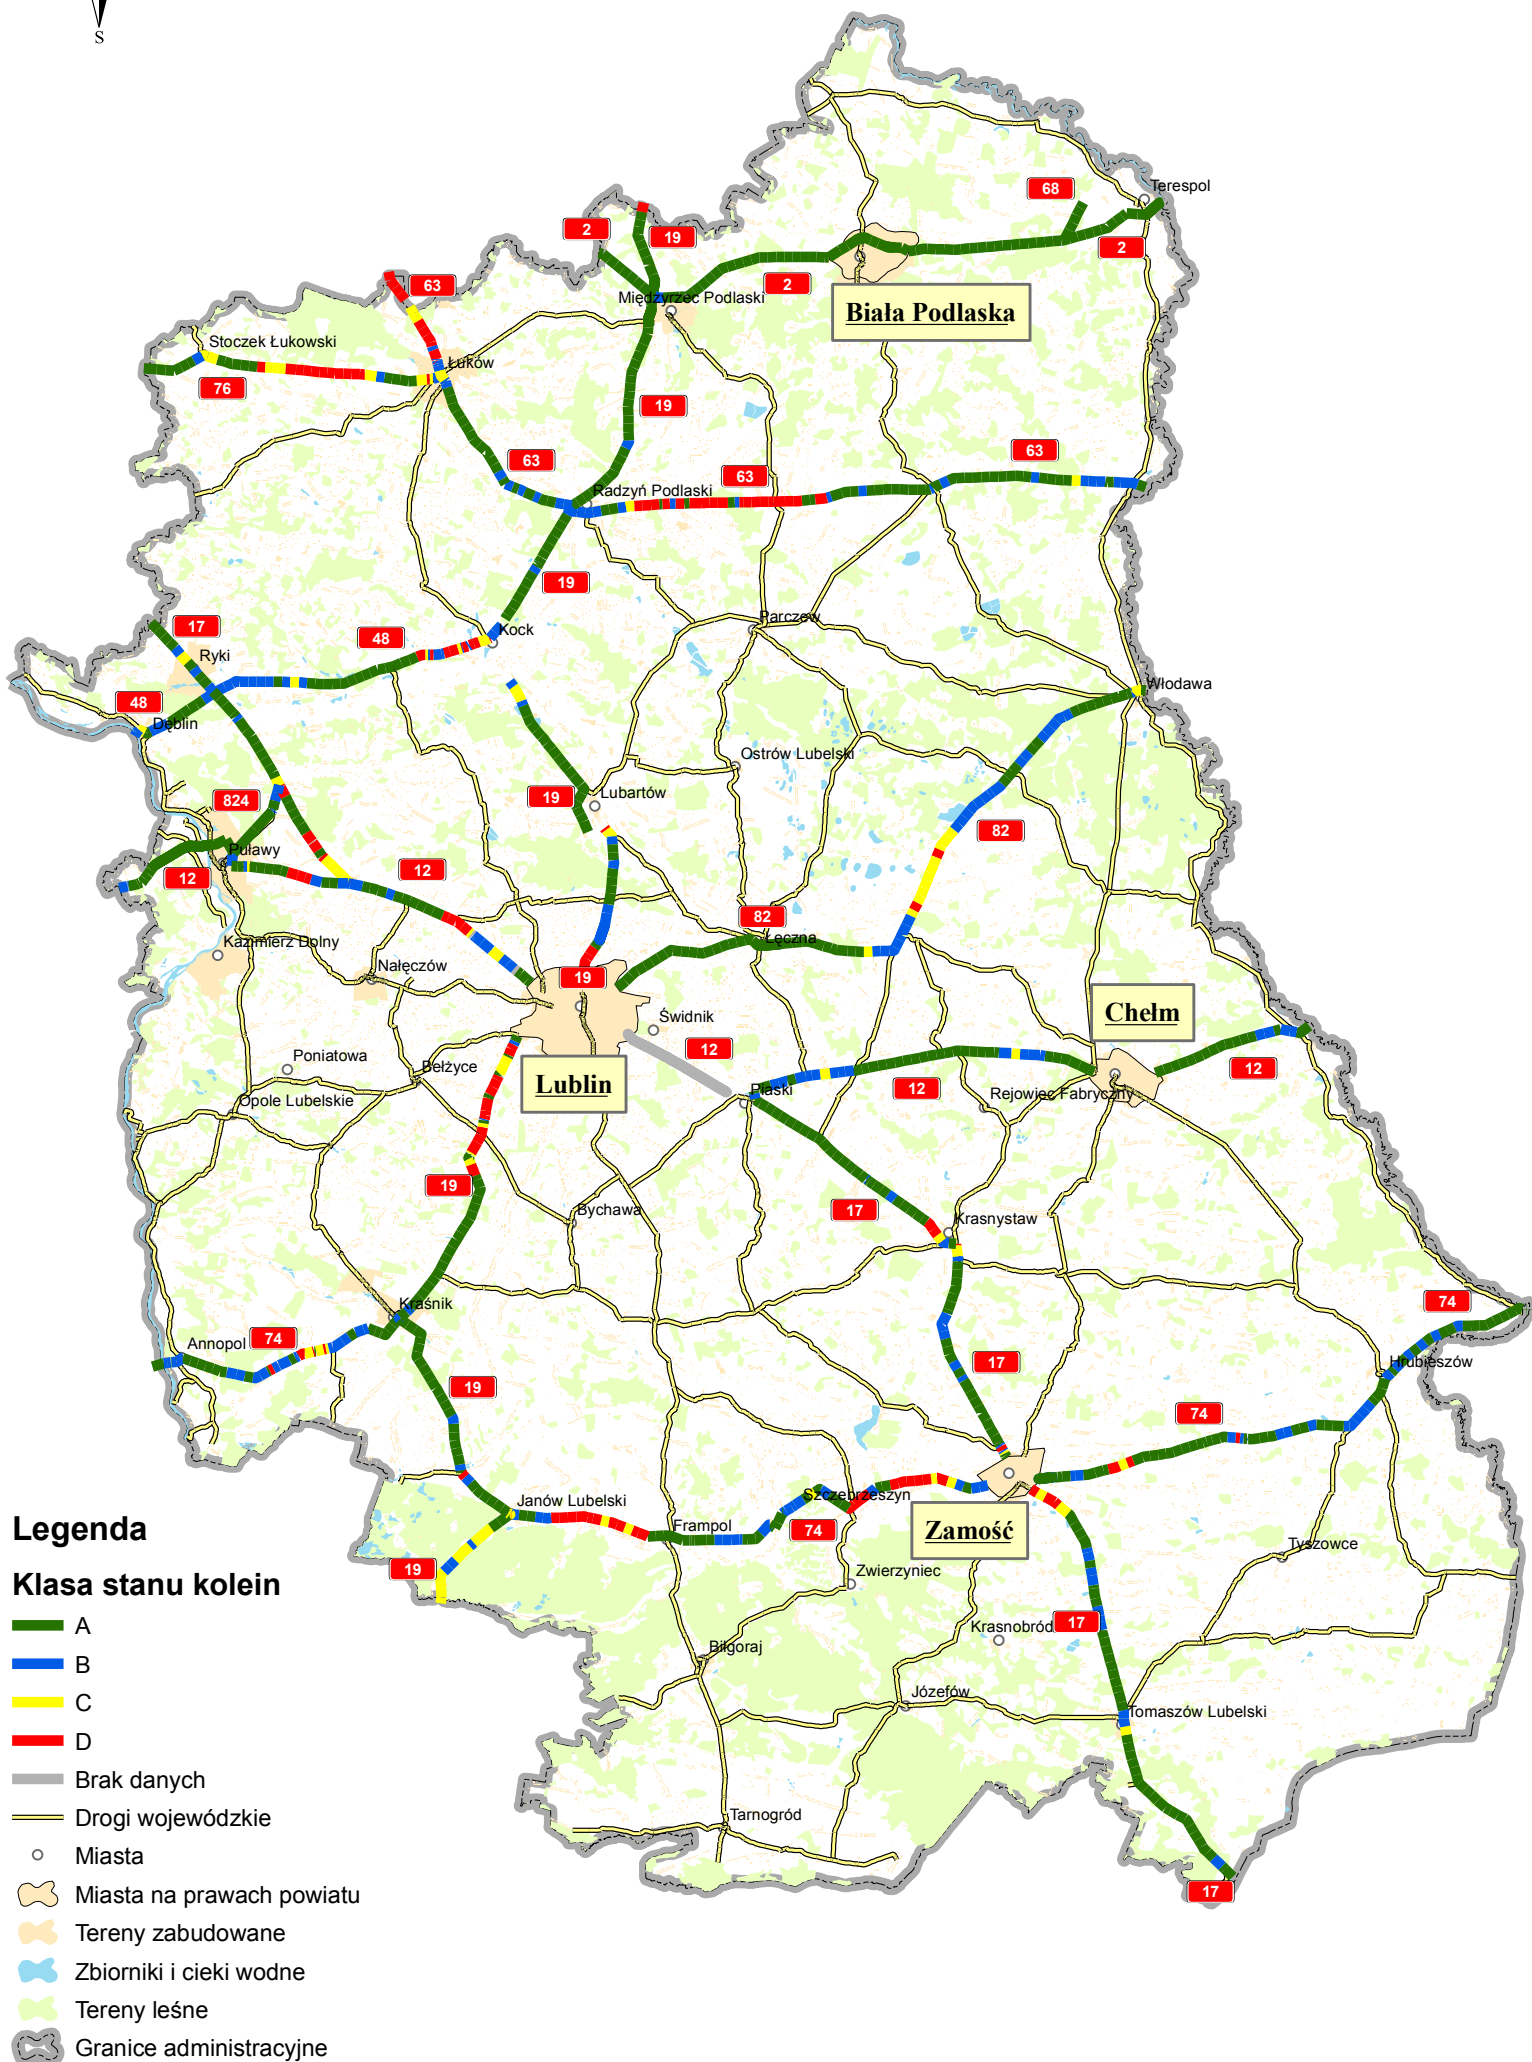 S
Terespol
68
2
19
2
2
63
Międzyrzec Podlaski
Biała Podlaska
Stoczek Łukowski
Łuków
76
19
63
63
63
Radzyń Podlaski
19
Parczew
17
48
Kock
Ryki
Włodawa
48
Dęblin
Ostrów Lubelski
824
19
Lubartów
82
Puławy
12
12
82
Łęczna
Kazimierz Dolny
Nałęczów
19
Chełm
Świdnik
12
Poniatowa
Bełżyce
Lublin
12
12
Piaski
Rejowiec Fabryczny
Opole Lubelskie
19
17
Bychawa
Krasnystaw
74
Kraśnik
Annopol
74
17
Hrubieszów
19
74
Janów Lubelski
Szczebrzeszyn
Frampol
74
Zamość
Tyszowce
19
Zwierzyniec
Krasnobród
17
Biłgoraj
Józefów
Tomaszów Lubelski
Tarnogród
17
Legenda
Klasa stanu kolein
A
B
C
D
Brak danych
Drogi wojewódzkie
Miasta
Miasta na prawach powiatu
Tereny zabudowane
Zbiorniki i cieki wodne
Tereny leśne
Granice administracyjne